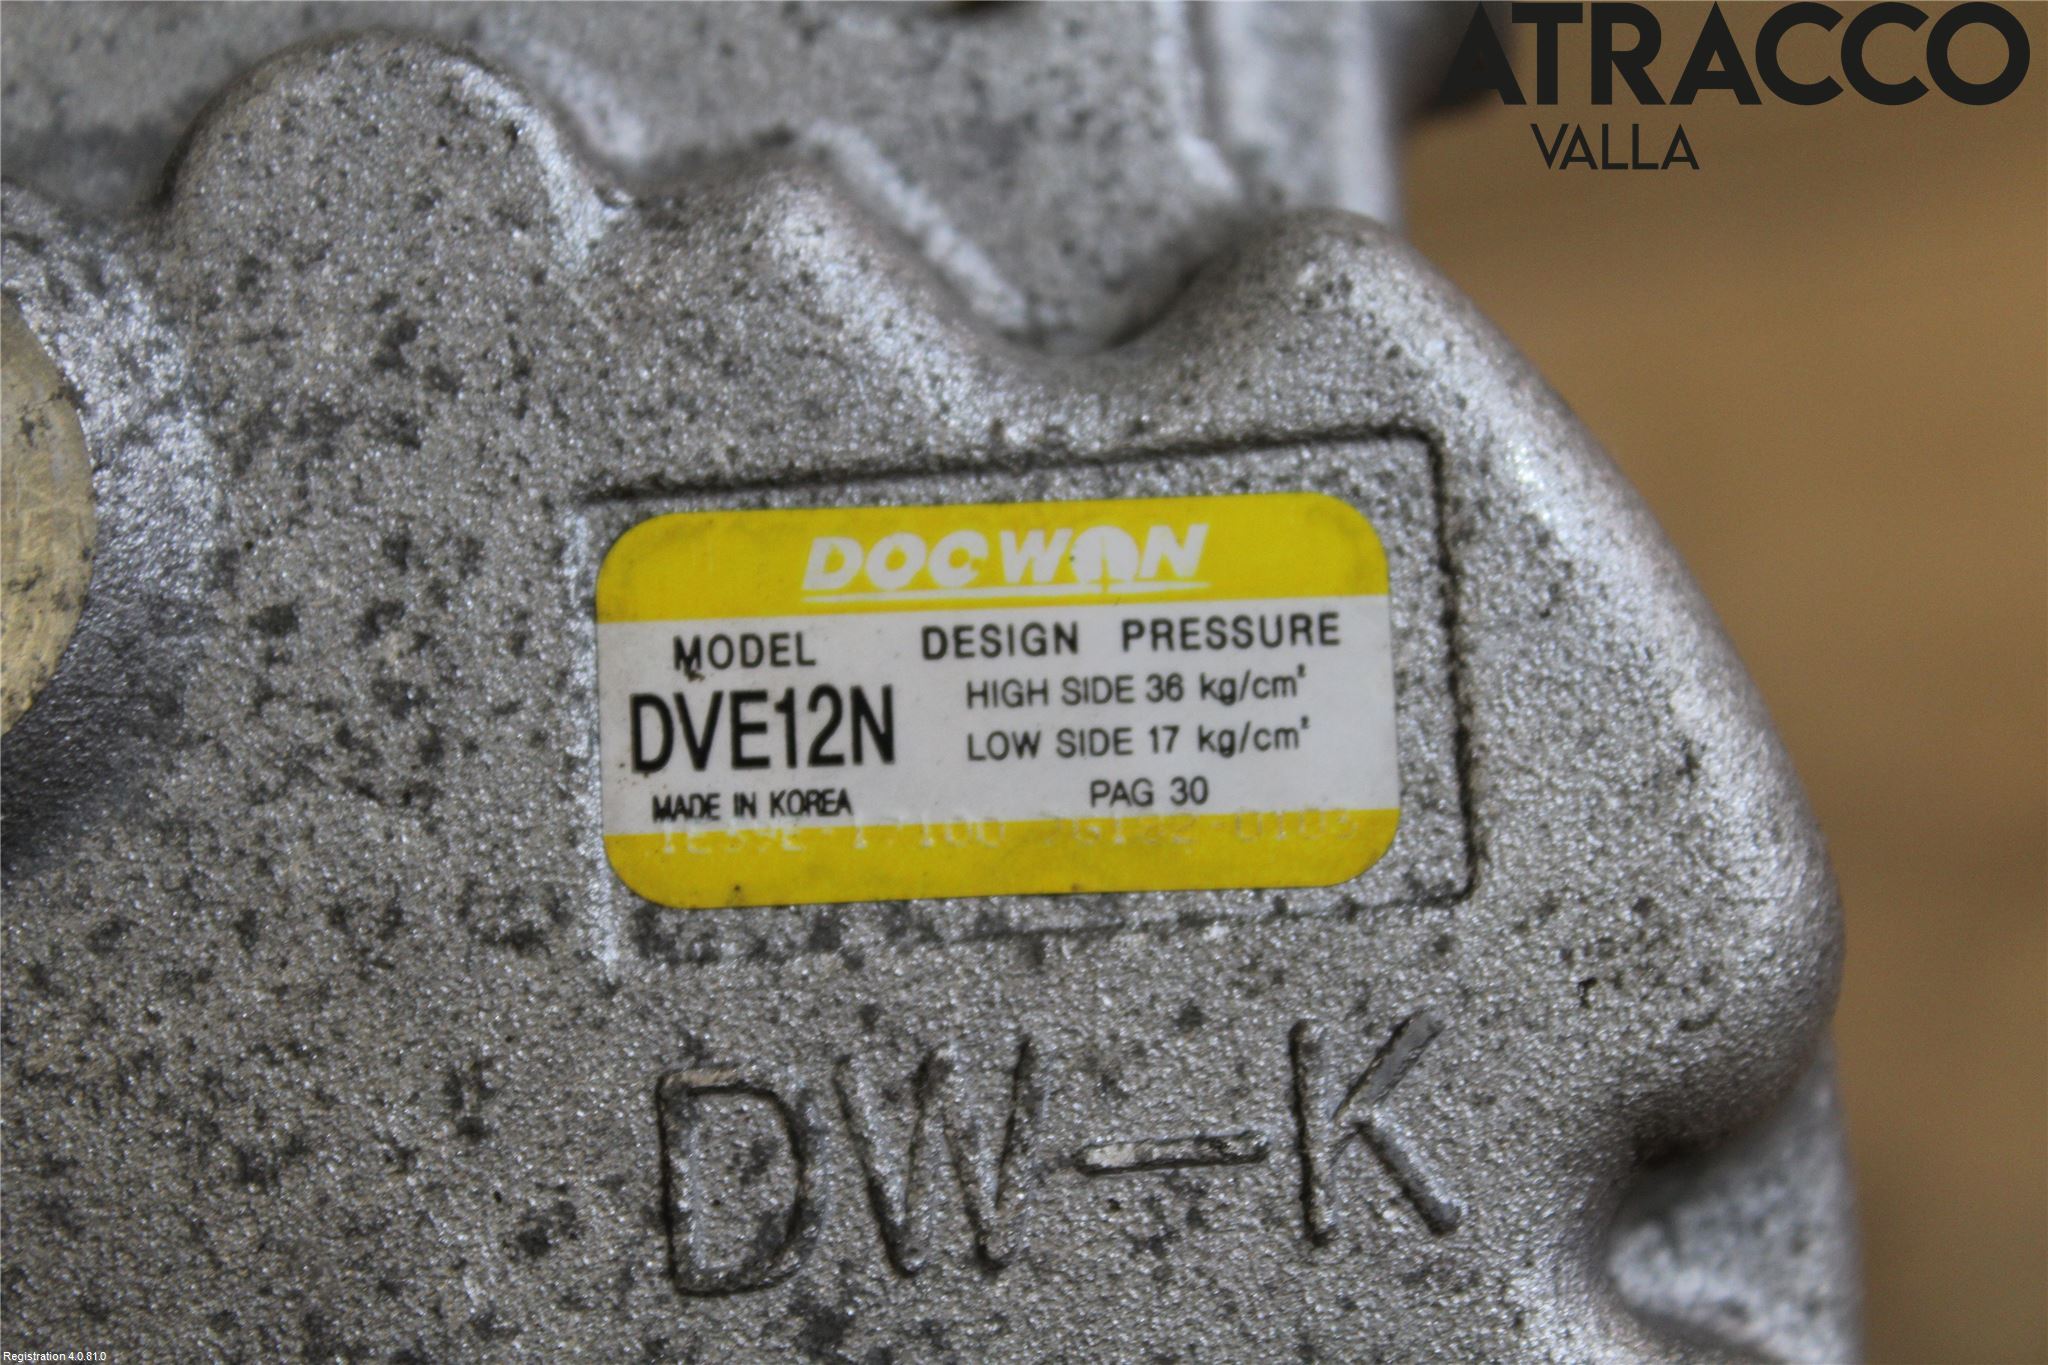 ATRACCO
VALLA
DOOWON
MODEL
DVE12N
MADE IN KOREA
DESIGN PRESSURE
HIGH SIDE 36 kg/cm²
LOW SIDE 17 kg/cm²
PAG 30
DW-K
Registration 4.0.81.0